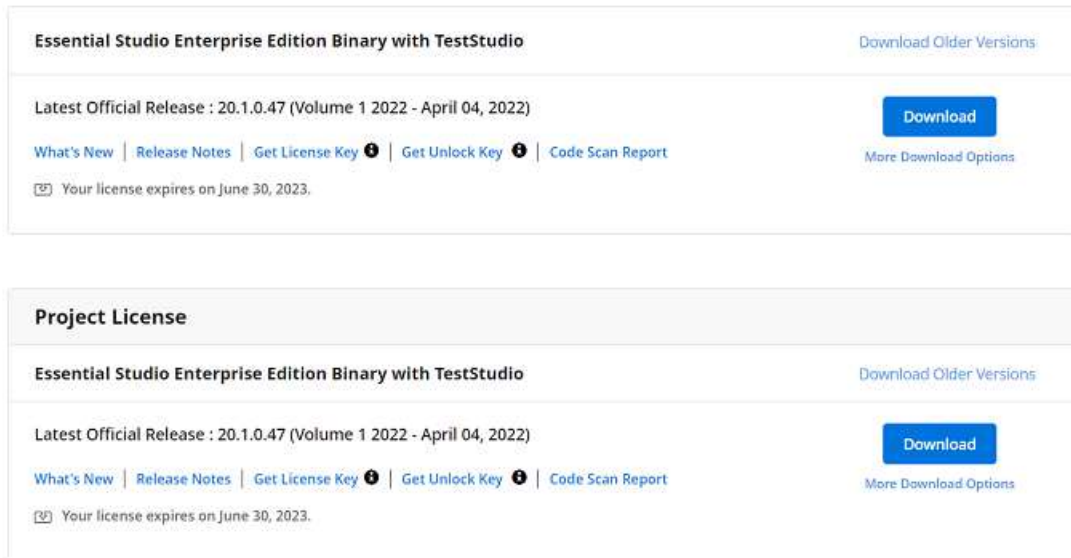 Essential Studio Enterprise Edition Binary with TestStudio
Download Older Versions
Latest Official Release : 20.1.0.47 (Volume 1 2022 - April 04, 2022)
Download
What's New | Release Notes | Get License Key | Get Unlock Key | Code Scan Report
More Download Options
Your license expires on June 30, 2023.
Project License
Essential Studio Enterprise Edition Binary with TestStudio
Download Older Versions
Latest Official Release : 20.1.0.47 (Volume 1 2022 - April 04, 2022)
Download
What's New | Release Notes | Get License Key | Get Unlock Key | Code Scan Report
More Download Options
Your license expires on June 30, 2023.